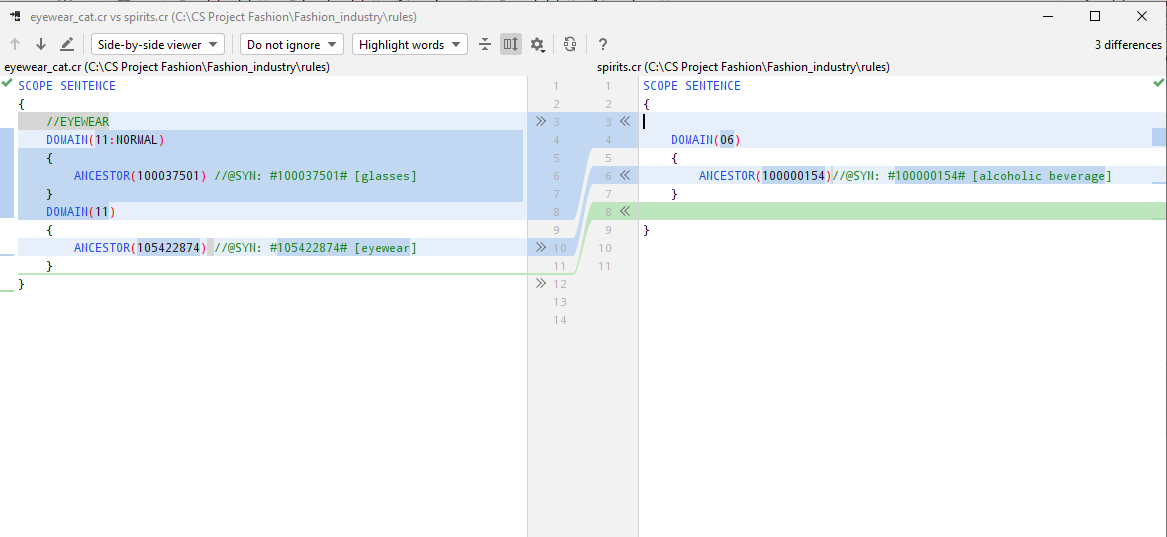 eyewear_cat.cr vs spirits.cr (C:\CS Project Fashion\Fashion_industry\rules)
Side-by-side viewer Do not ignore Highlight words ? 3 differences
eyewear_cat.cr (C:\CS Project Fashion\Fashion_industry\rules)
SCOPE SENTENCE
{
//EYEWEAR
DOMAIN(11:NORMAL)
{
ANCESTOR(100037501) //@SYN: #100037501# [glasses]
}
DOMAIN(11)
{
ANCESTOR(105422874) //@SYN: #105422874# [eyewear]
}
}
1
2
3
4
5
6
7
8
9
10
11
12
13
14
spirits.cr (C:\CS Project Fashion\Fashion_industry\rules)
1
2
3
4
5
6
7
8
9
10
11
SCOPE SENTENCE
{
DOMAIN(06)
{
ANCESTOR(100000154)//@SYN: #100000154# [alcoholic beverage]
}
}